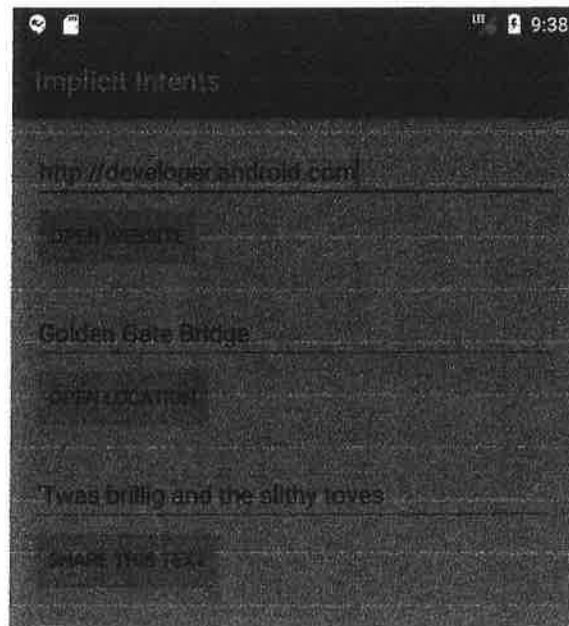 LTE 9:38
Implicit Intents
http://developer.android.com
OPEN WEBSITE
Golden Gate Bridge
OPEN LOCATION
'Twas brillig and the slithy toves
SHARE THIS TEXT